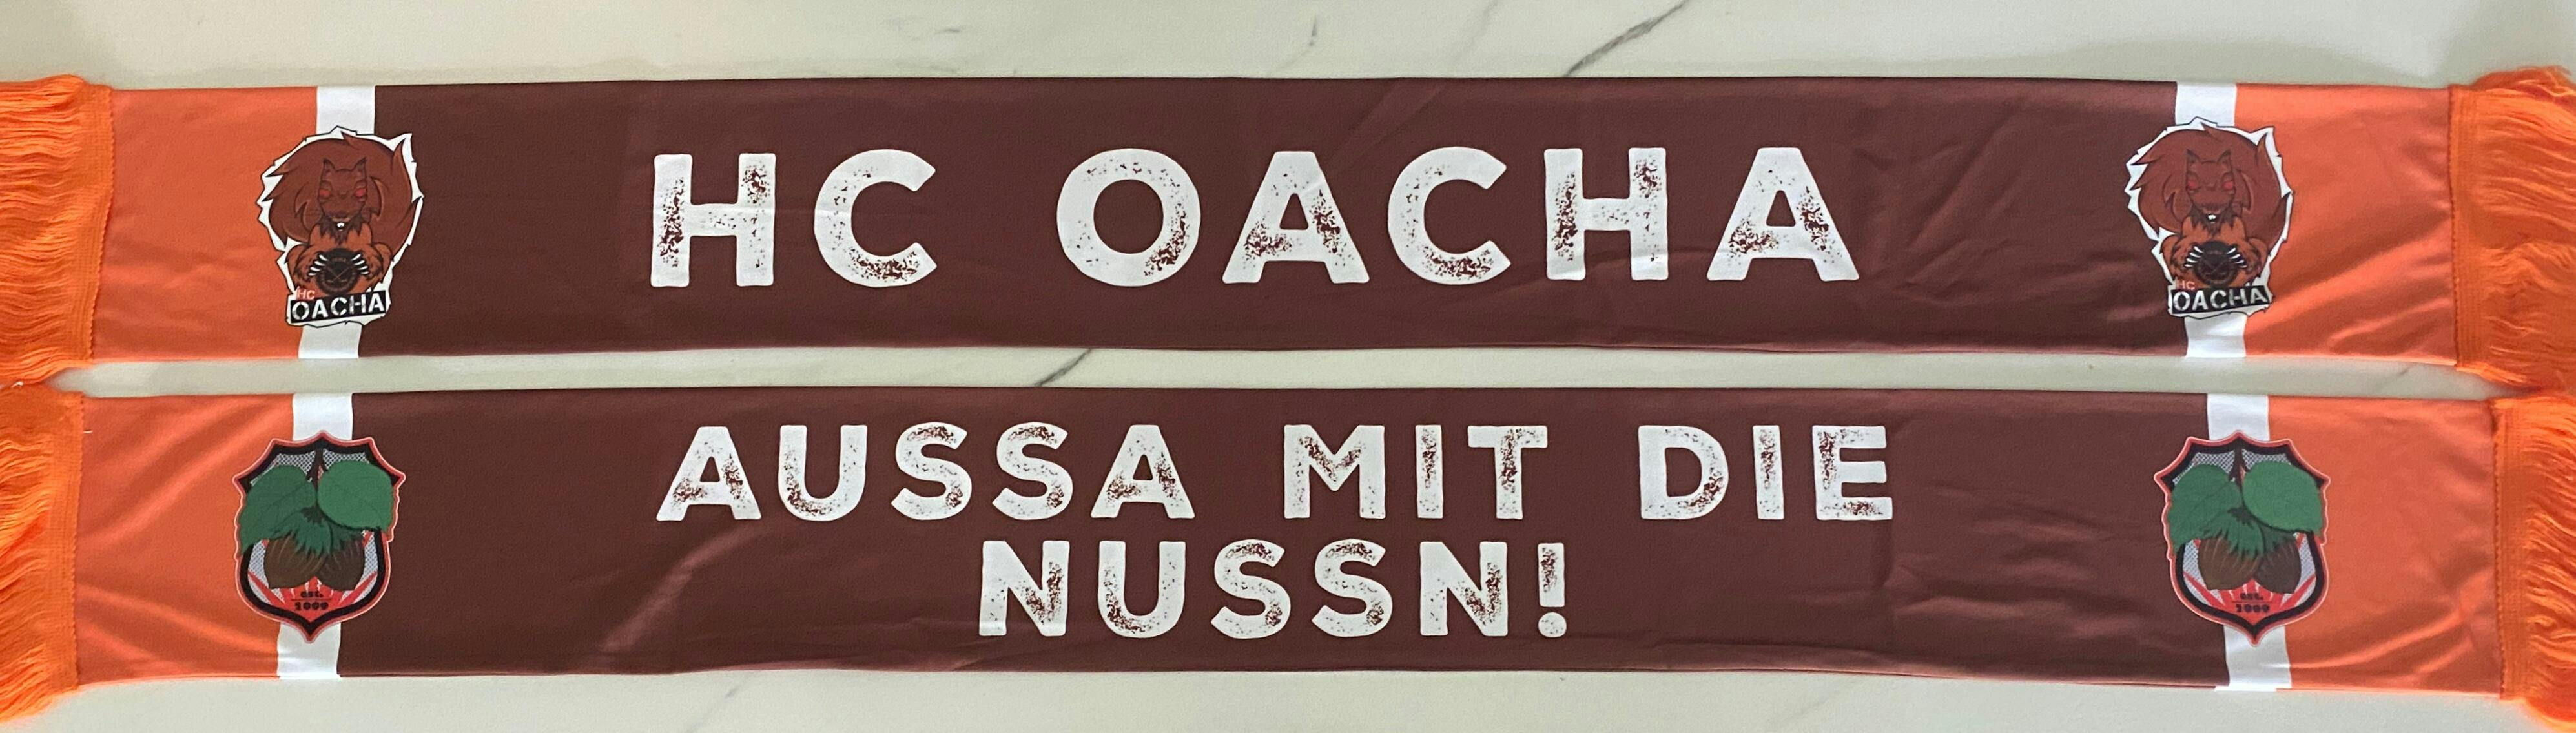 HC OACHA
HC
OACHA
HC
OACHA
AUSSA MIT DIE
NUSSN!
EST.
2009
EST.
2009